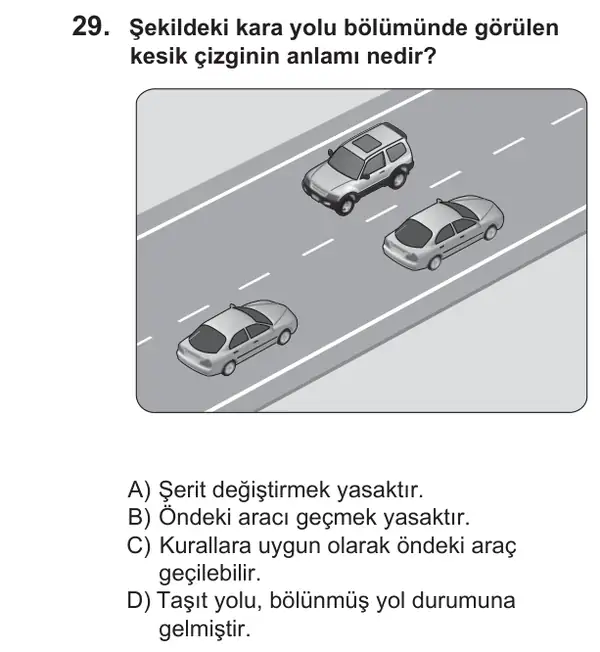 29. Şekildeki kara yolu bölümünde görülen
kesik çizginin anlamı nedir?
A) Şerit değiştirmek yasaktır.
B) Öndeki aracı geçmek yasaktır.
C) Kurallara uygun olarak öndeki araç
geçilebilir.
D) Taşıt yolu, bölünmüş yol durumuna
gelmiştir.